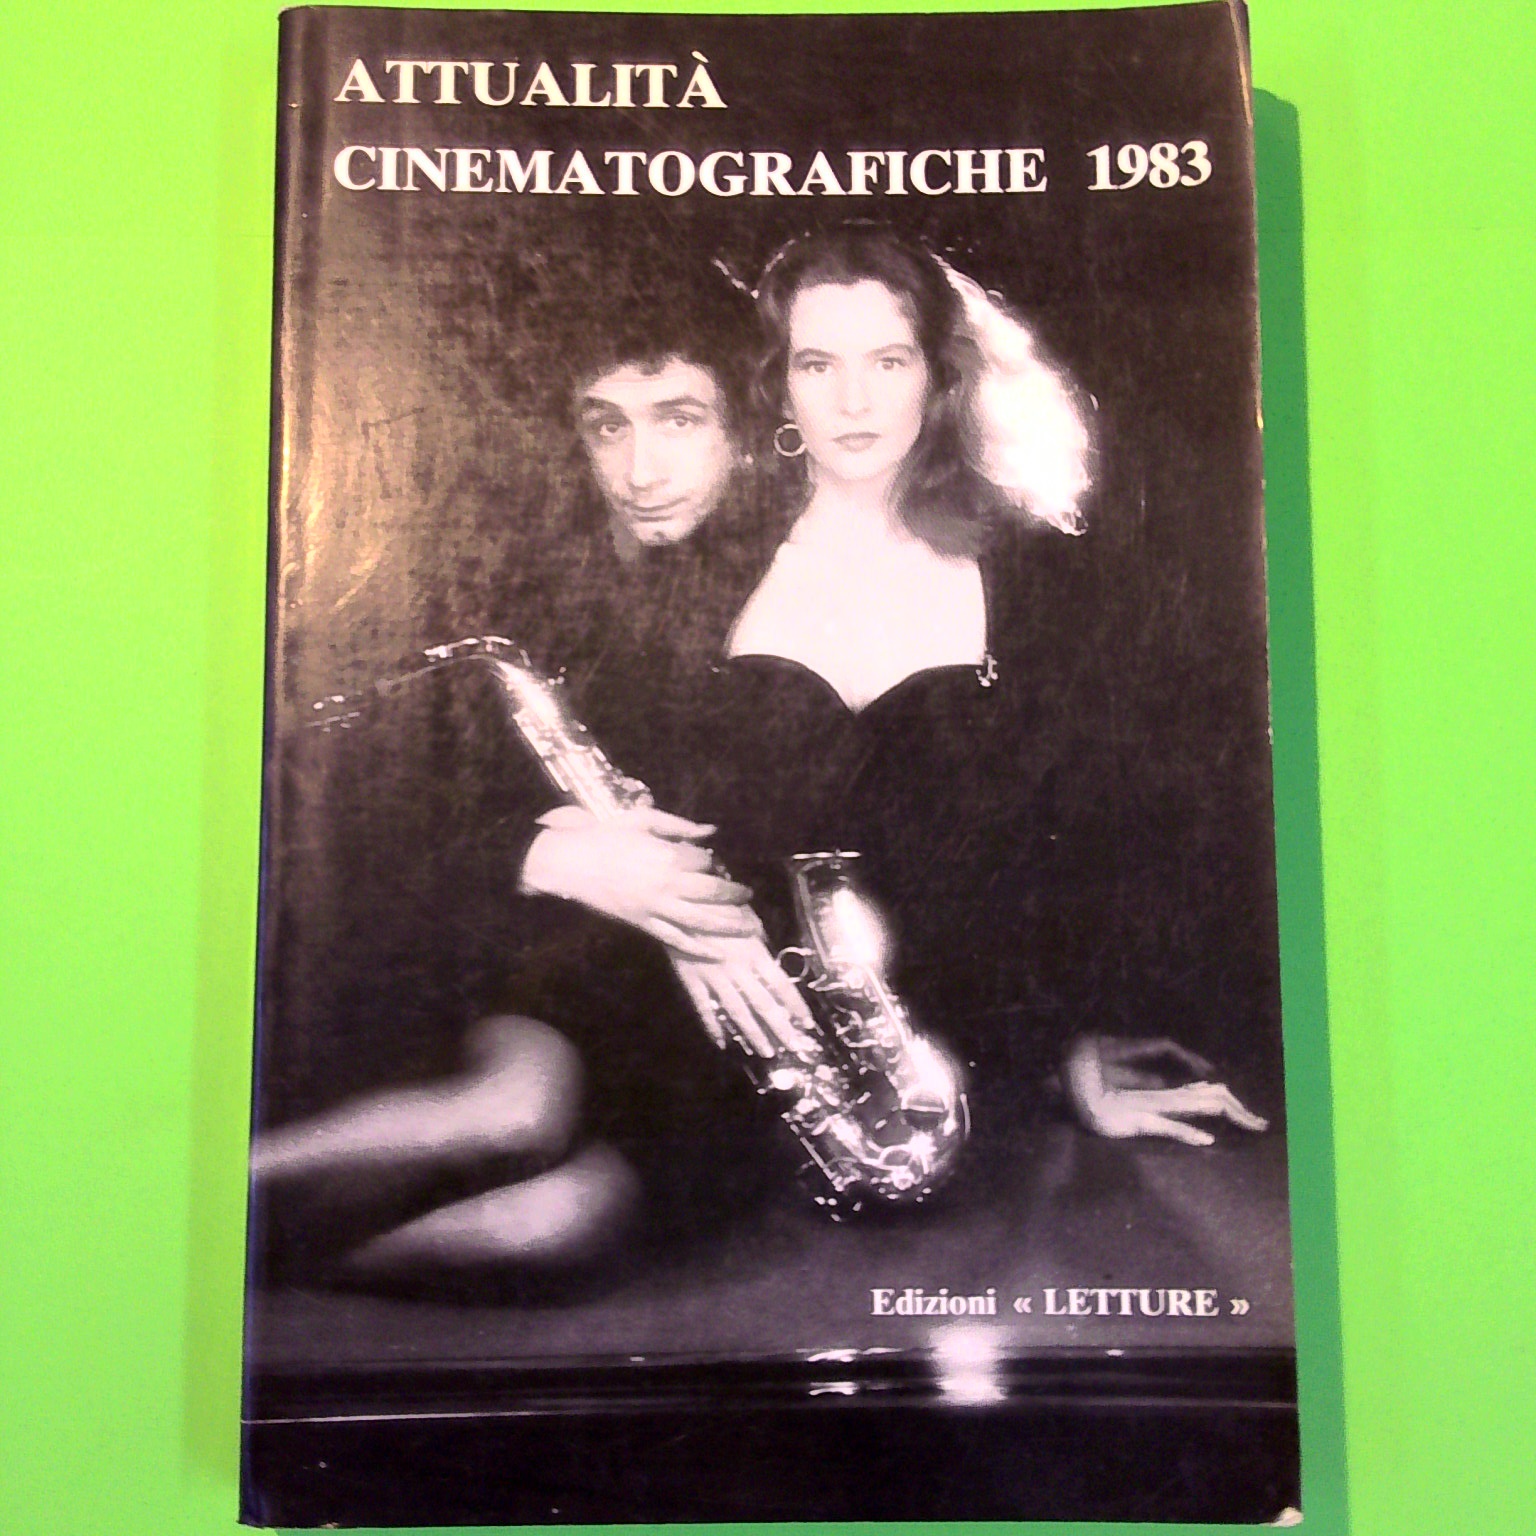 ATTUALITÀ
CINEMATOGRAFICHE 1983
Edizioni « LETTURE »